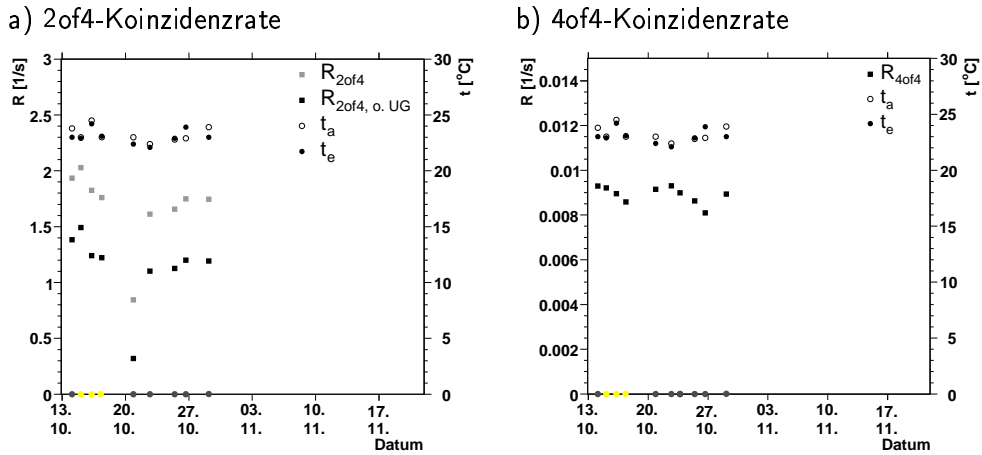 a) 2of4-Koinzidenzrate
R [1/s]
3
2.5
2
1.5
1
0.5
0
t [°C]
30
25
20
15
10
5
0
R2of4
R2of4, o. UG
ta
te
13. 20. 27. 03. 10. 17.
10. 10. 10. 11. 11. 11.
Datum
b) 4of4-Koinzidenzrate
R [1/s]
0.014
0.012
0.01
0.008
0.006
0.004
0.002
0
t [°C]
30
25
20
15
10
5
0
R4of4
ta
te
13. 20. 27. 03. 10. 17.
10. 10. 10. 11. 11. 11.
Datum